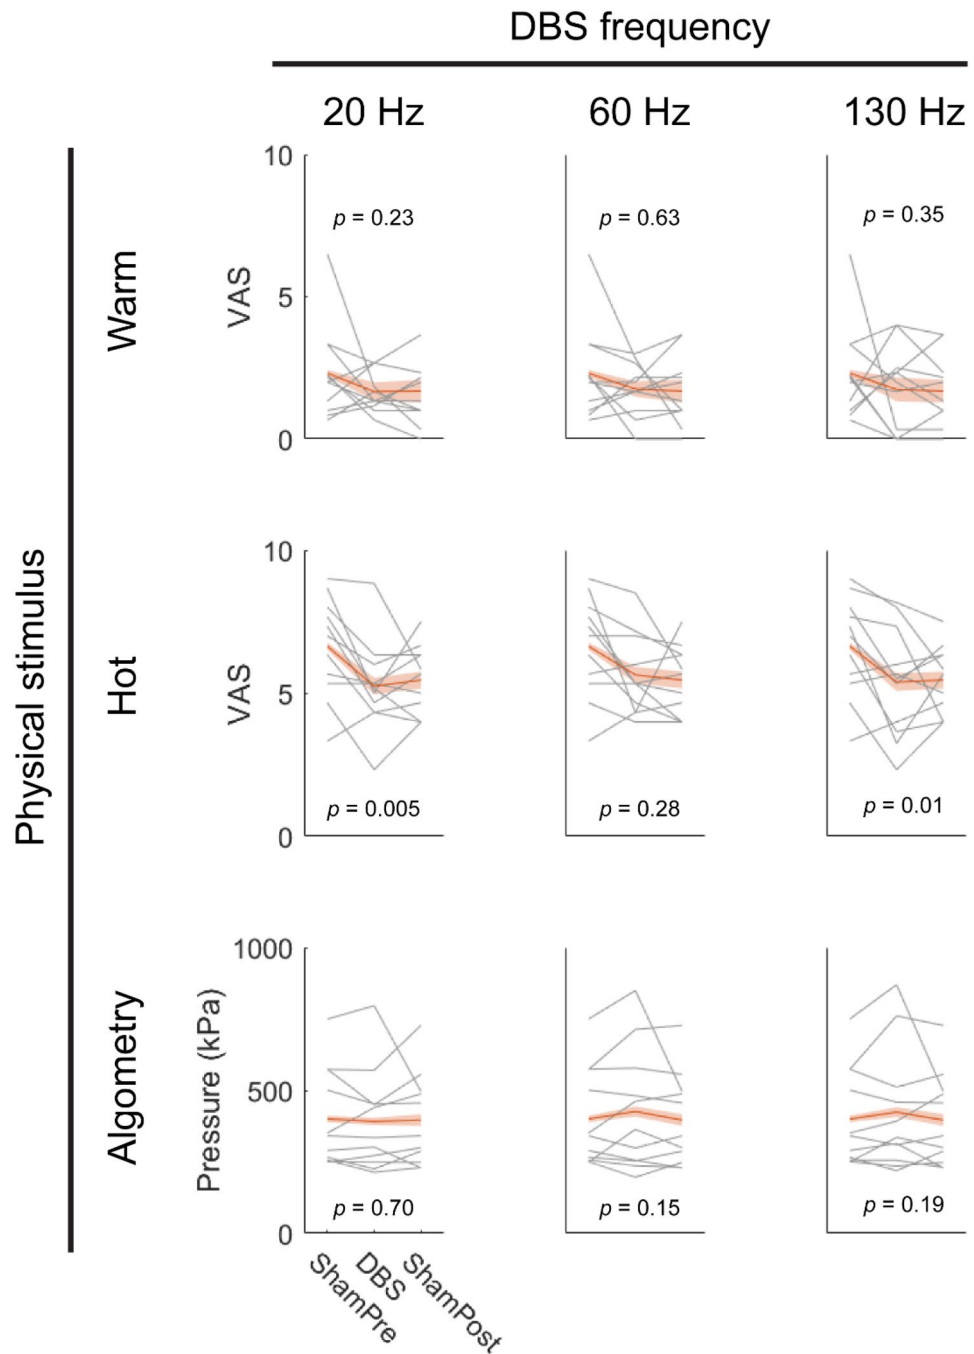 DBS frequency
20 Hz
60 Hz
130 Hz
Physical stimulus
Warm
VAS
10
5
0
p = 0.23
p = 0.63
p = 0.35
Hot
VAS
10
5
0
p = 0.005
p = 0.28
p = 0.01
Algometry
Pressure (kPa)
1000
500
0
p = 0.70
p = 0.15
p = 0.19
ShamPre
DBS
ShamPost